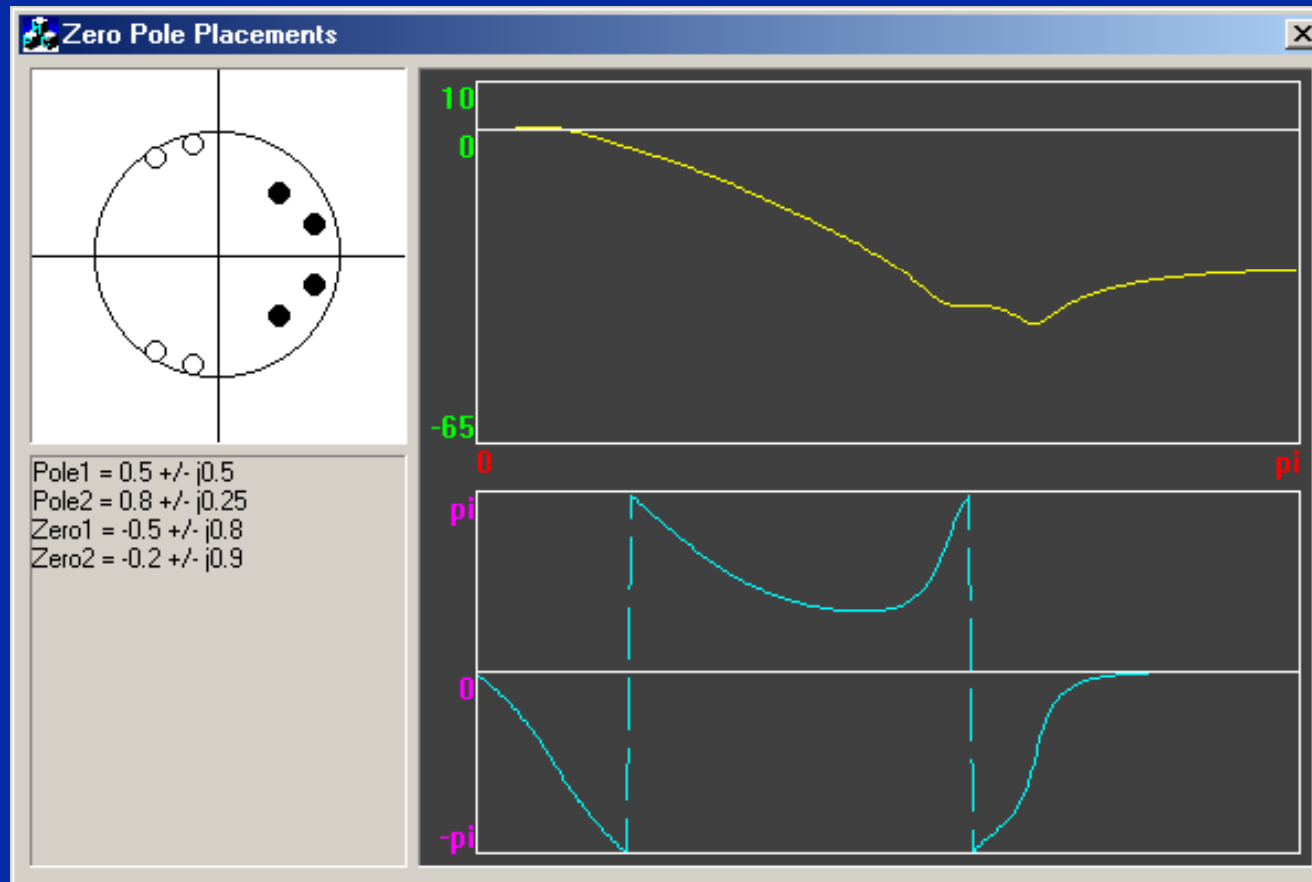 Zero Pole Placements
10
0
-65
0
pi
Pole1 = 0.5 +/- j0.5
Pole2 = 0.8 +/- j0.25
Zero1 = -0.5 +/- j0.8
Zero2 = -0.2 +/- j0.9
pi
0
-pi